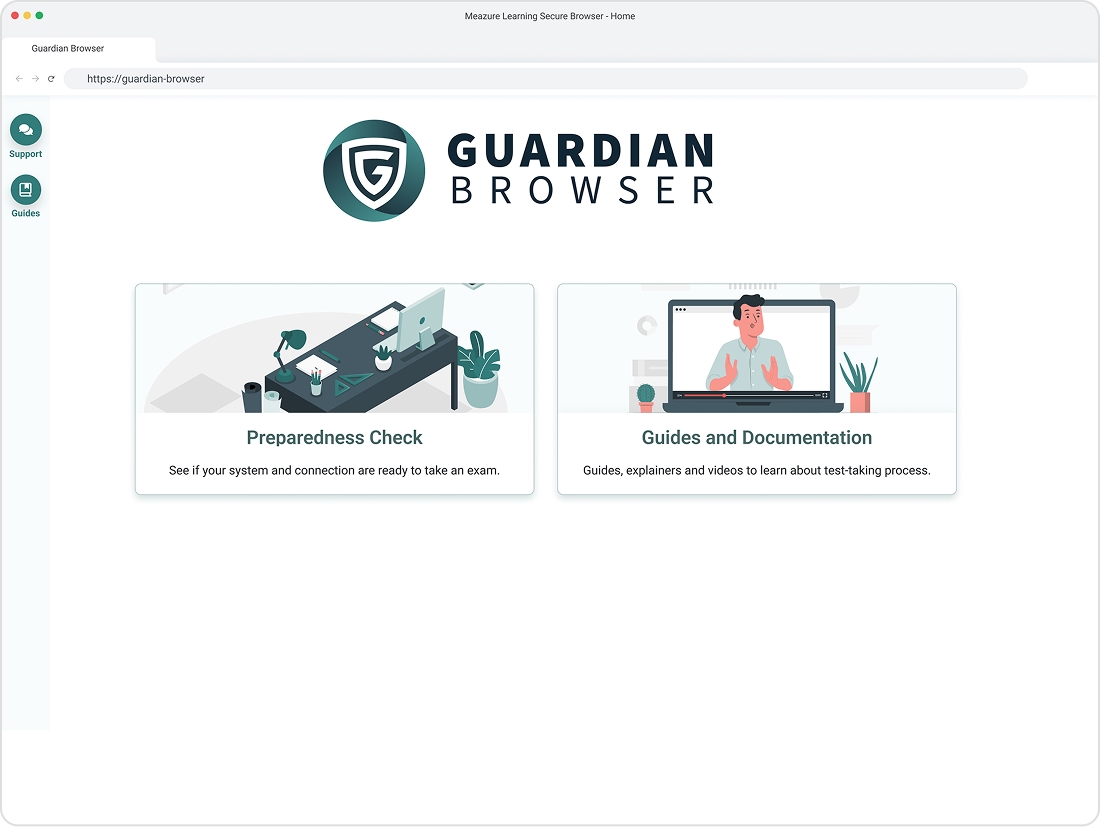 Meazure Learning Secure Browser - Home
Guardian Browser
https://guardian-browser
Support
Guides
GUARDIAN
BROWSER
Preparedness Check
See if your system and connection are ready to take an exam.
Guides and Documentation
Guides, explainers and videos to learn about test-taking process.